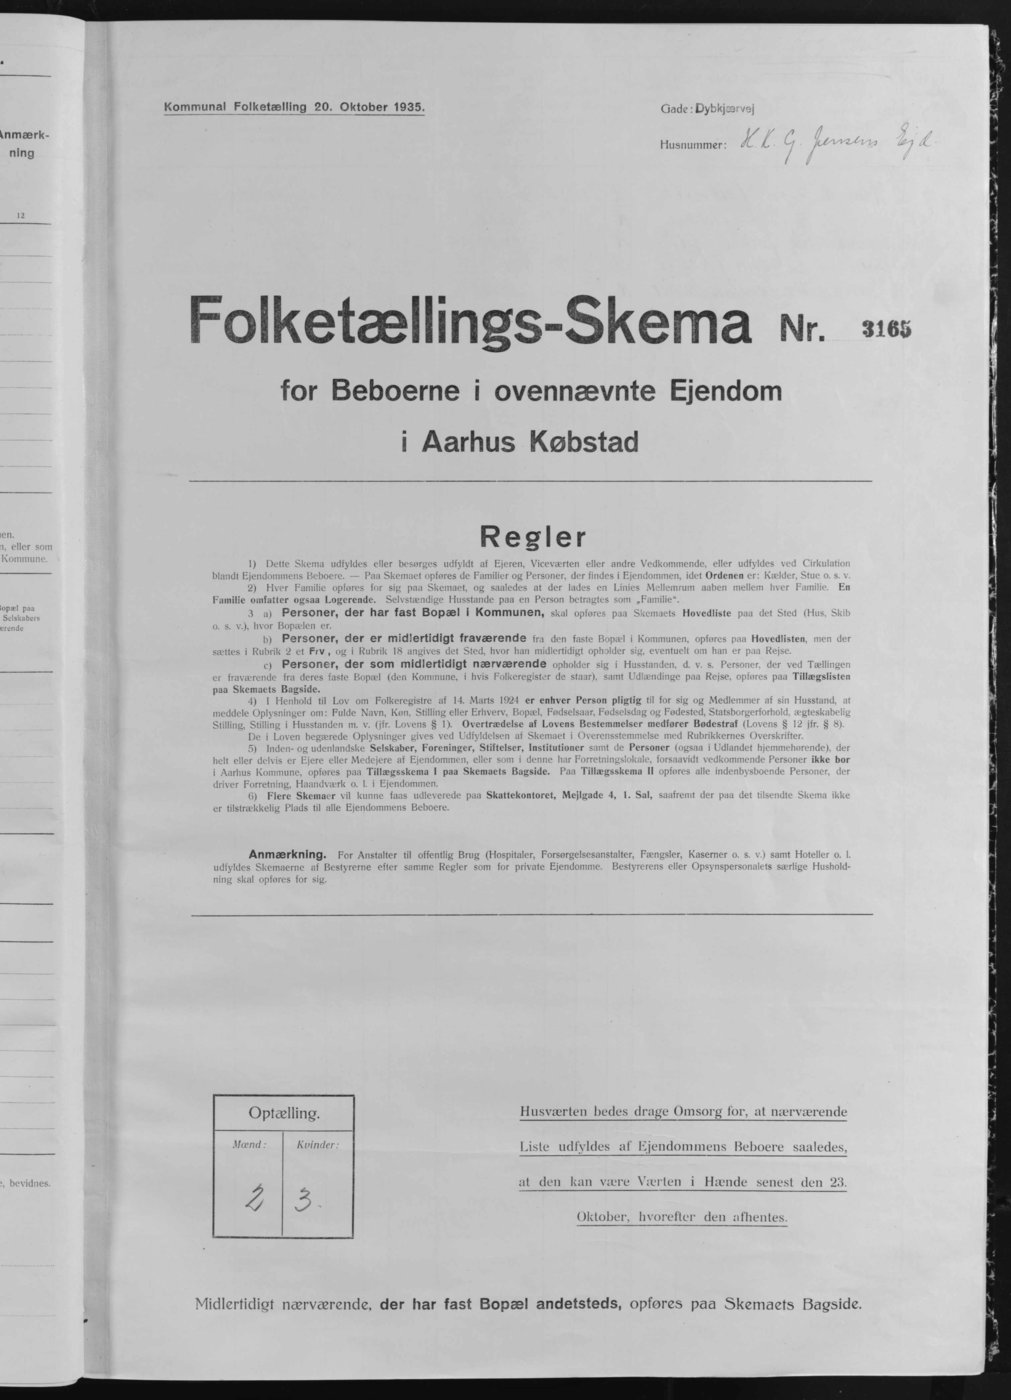 Anmærk-
ning
12
en.
n, eller som
Kommune.
Bopæl paa
Selskabers
erende
e, bevidnes.
Kommunal Folketælling 20. Oktober 1935.
Gade: Dybkjærvej
Husnummer: K. K. G. Jensens Ejd.
Folketællings-Skema Nr. 3165
for Beboerne i ovennævnte Ejendom
i Aarhus Købstad
Regler
1) Dette Skema udfyldes eller besørges udfyldt af Ejeren, Viceværten eller andre Vedkommende, eller udfyldes ved Cirkulation
blandt Ejendommens Beboere. — Paa Skemaet opføres de Familier og Personer, der findes i Ejendommen, idet Ordenen er: Kælder, Stue o. s. v.
2) Hver Familie opføres for sig paa Skemaet, og saaledes at der lades en Linies Mellemrum aaben mellem hver Familie. En
Familie omfatter ogsaa Logerende. Selvstændige Husstande paa en Person betragtes som „Familie“.
3 a) Personer, der har fast Bopæl i Kommunen, skal opføres paa Skemaets Hovedliste paa det Sted (Hus, Skib
o. s. v.), hvor Bopælen er.
b) Personer, der er midlertidigt fraværende fra den faste Bopæl i Kommunen, opføres paa Hovedlisten, men der
sættes i Rubrik 2 et Frv, og i Rubrik 18 angives det Sted, hvor han midlertidigt opholder sig, eventuelt om han er paa Rejse.
c) Personer, der som midlertidigt nærværende opholder sig i Husstanden, d. v. s. Personer, der ved Tællingen
er fraværende fra deres faste Bopæl (den Kommune, i hvis Folkeregister de staar), samt Udlændinge paa Rejse, opføres paa Tillægslisten
paa Skemaets Bagside.
4) I Henhold til Lov om Folkeregistre af 14. Marts 1924 er enhver Person pligtig til for sig og Medlemmer af sin Husstand, at
meddele Oplysninger om: Fulde Navn, Køn, Stilling eller Erhverv, Bopæl, Fødselsaar, Fødselsdag og Fødested, Statsborgerforhold, ægteskabelig
Stilling, Stilling i Husstanden m. v. (jfr. Lovens § 1). Overtrædelse af Lovens Bestemmelser medfører Bødestraf (Lovens § 12 jfr. § 8).
De i Loven begærede Oplysninger gives ved Udfyldelsen af Skemaet i Overensstemmelse med Rubrikkernes Overskrifter.
5) Inden- og udenlandske Selskaber, Foreninger, Stiftelser, Institutioner samt de Personer (ogsaa i Udlandet hjemmehørende), der
helt eller delvis er Ejere eller Medejere af Ejendommen, eller som i denne har Forretningslokale, forsaavidt vedkommende Personer ikke bor
i Aarhus Kommune, opføres paa Tillægsskema I paa Skemaets Bagside. Paa Tillægsskema II opføres alle indenbysboende Personer, der
driver Forretning, Haandværk o. l. i Ejendommen.
6) Flere Skemaer vil kunne faas udleverede paa Skattekontoret, Mejlgade 4, 1. Sal, saafremt der paa det tilsendte Skema ikke
er tilstrækkelig Plads til alle Ejendommens Beboere.
Anmærkning. For Anstalter til offentlig Brug (Hospitaler, Forsørgelsesanstalter, Fængsler, Kaserner o. s. v.) samt Hoteller o. l.
udfyldes Skemaerne af Bestyrerne efter samme Regler som for private Ejendomme. Bestyrerens eller Opsynspersonalets særlige Hushold-
ning skal opføres for sig.
Optælling.
Mænd: Kvinder:
2 3.
Husværten bedes drage Omsorg for, at nærværende
Liste udfyldes af Ejendommens Beboere saaledes,
at den kan være Værten i Hænde senest den 23.
Oktober, hvorefter den afhentes.
Midlertidigt nærværende, der har fast Bopæl andetsteds, opføres paa Skemaets Bagside.